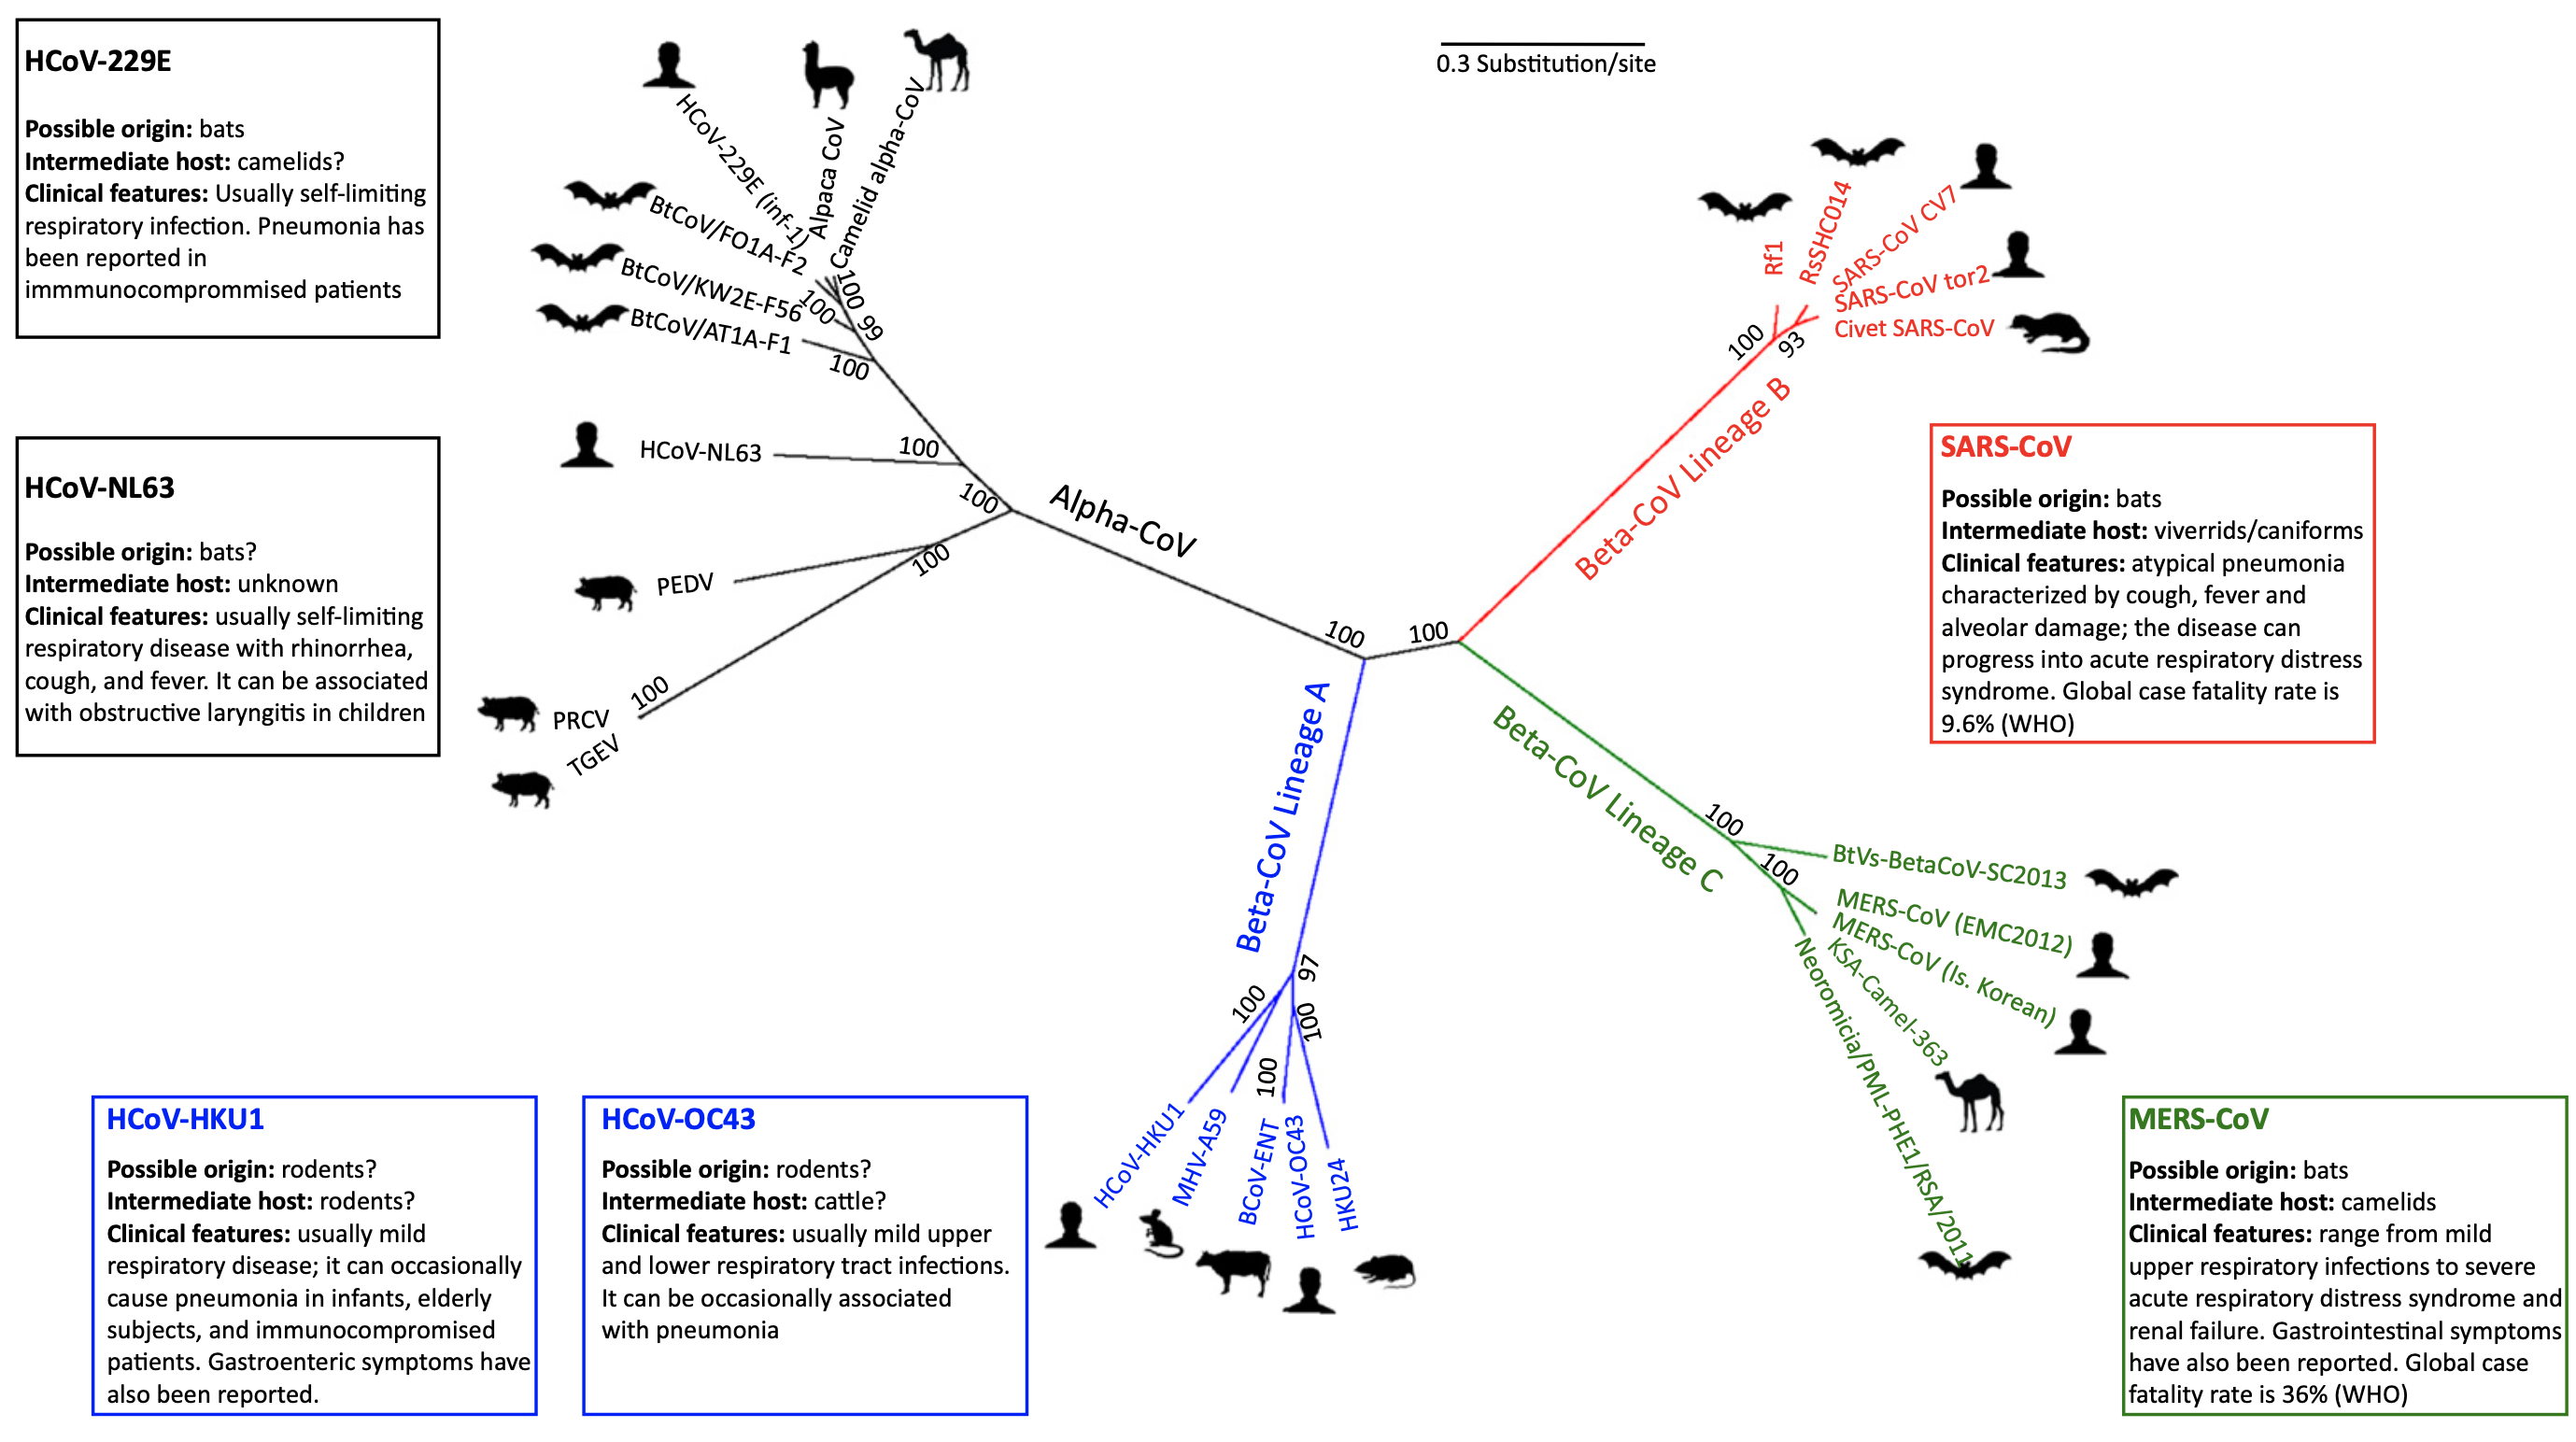 HCoV-229E
Possible origin: bats
Intermediate host: camelids?
Clinical features: Usually self-limiting
respiratory infection. Pneumonia has
been reported in
immmunocomprommised patients
HCoV-NL63
Possible origin: bats?
Intermediate host: unknown
Clinical features: usually self-limiting
respiratory disease with rhinorrhea,
cough, and fever. It can be associated
with obstructive laryngitis in children
HCoV-229E (inf-1)
Alpaca CoV
Camelid alpha-CoV
BtCoV/FO1A-F2
BtCoV/KW2E-F56
BtCoV/AT1A-F1
100
100
99
100
HCoV-NL63
100
100
PEDV
100
PRCV
100
TGEV
Alpha-CoV
100
100
0.3 Substitution/site
Rf1
RsSHC014
SARS-CoV CV7
SARS-CoV tor2
Civet SARS-CoV
100
93
Beta-CoV Lineage B
SARS-CoV
Possible origin: bats
Intermediate host: viverrids/caniforms
Clinical features: atypical pneumonia
characterized by cough, fever and
alveolar damage; the disease can
progress into acute respiratory distress
syndrome. Global case fatality rate is
9.6% (WHO)
Beta-CoV Lineage A
97
100
100
100
HCoV-HKU1
MHV-A59
BCoV-ENT
HCoV-OC43
HKU24
Beta-CoV Lineage C
100
100
BtVs-BetaCoV-SC2013
MERS-CoV (EMC2012)
MERS-CoV (Is. Korean)
KSA-Camel-363
Neoromicia/PML-PHE1/RSA/2011
HCoV-HKU1
Possible origin: rodents?
Intermediate host: rodents?
Clinical features: usually mild
respiratory disease; it can occasionally
cause pneumonia in infants, elderly
subjects, and immunocompromised
patients. Gastroenteric symptoms have
also been reported.
HCoV-OC43
Possible origin: rodents?
Intermediate host: cattle?
Clinical features: usually mild upper
and lower respiratory tract infections.
It can be occasionally associated
with pneumonia
MERS-CoV
Possible origin: bats
Intermediate host: camelids
Clinical features: range from mild
upper respiratory infections to severe
acute respiratory distress syndrome and
renal failure. Gastrointestinal symptoms
have also been reported. Global case
fatality rate is 36% (WHO)